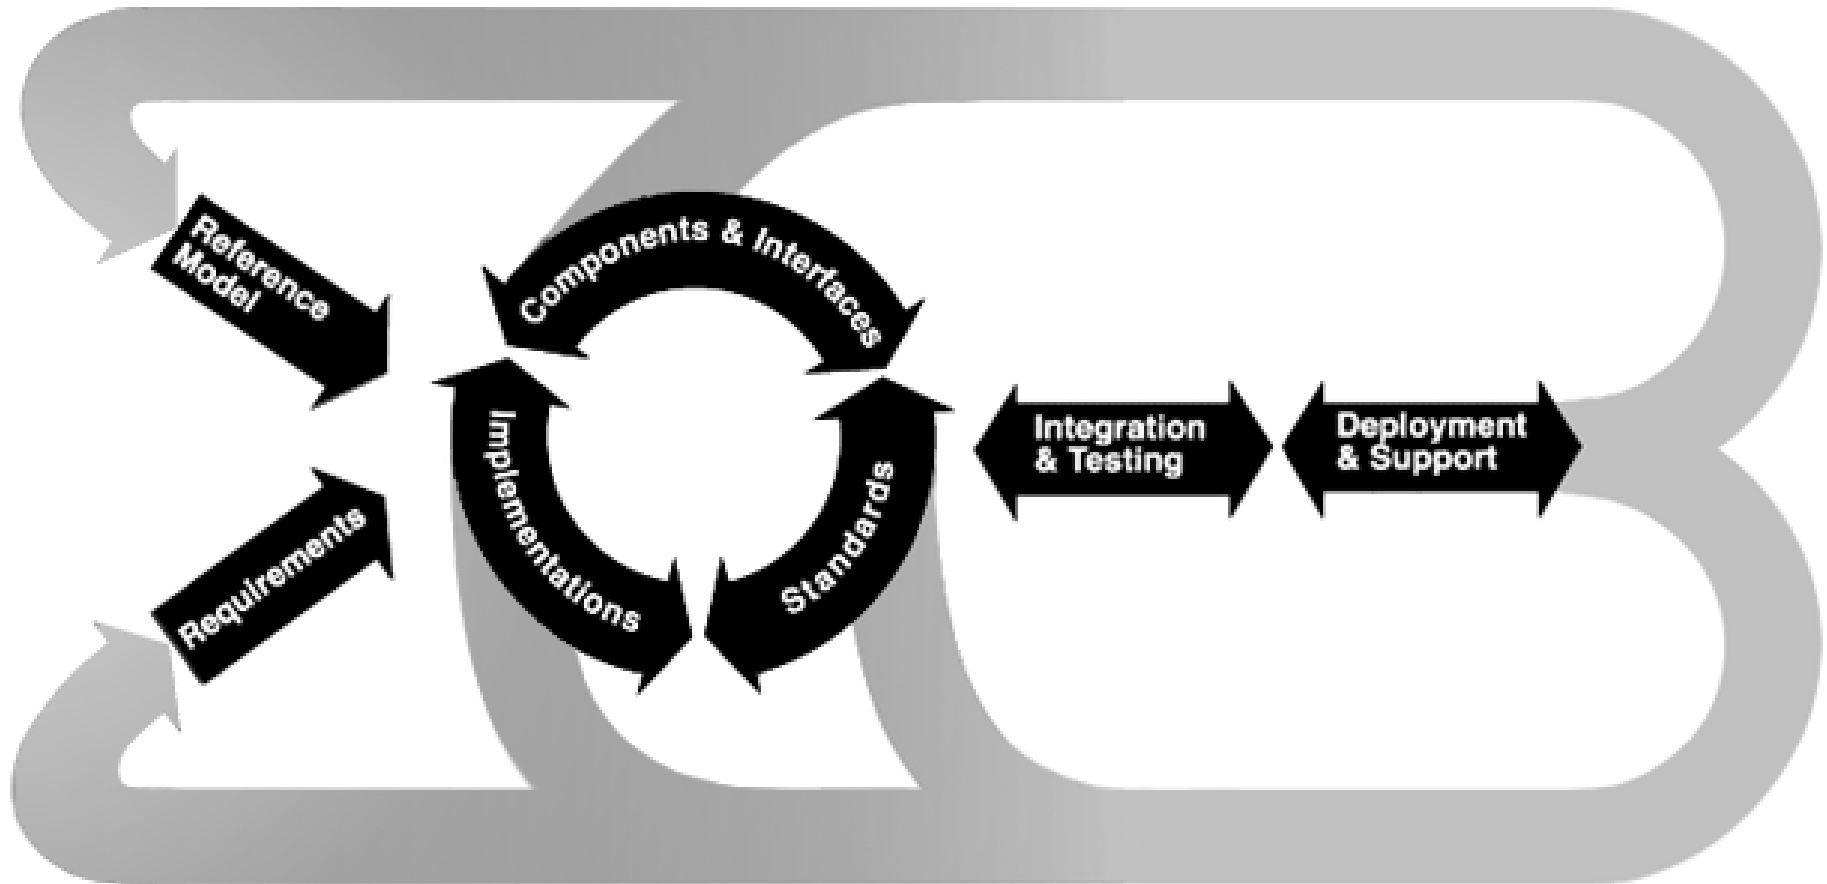 Reference
Model
Requirements
Components & Interfaces
Implementations
Standards
Integration
& Testing
Deployment
& Support